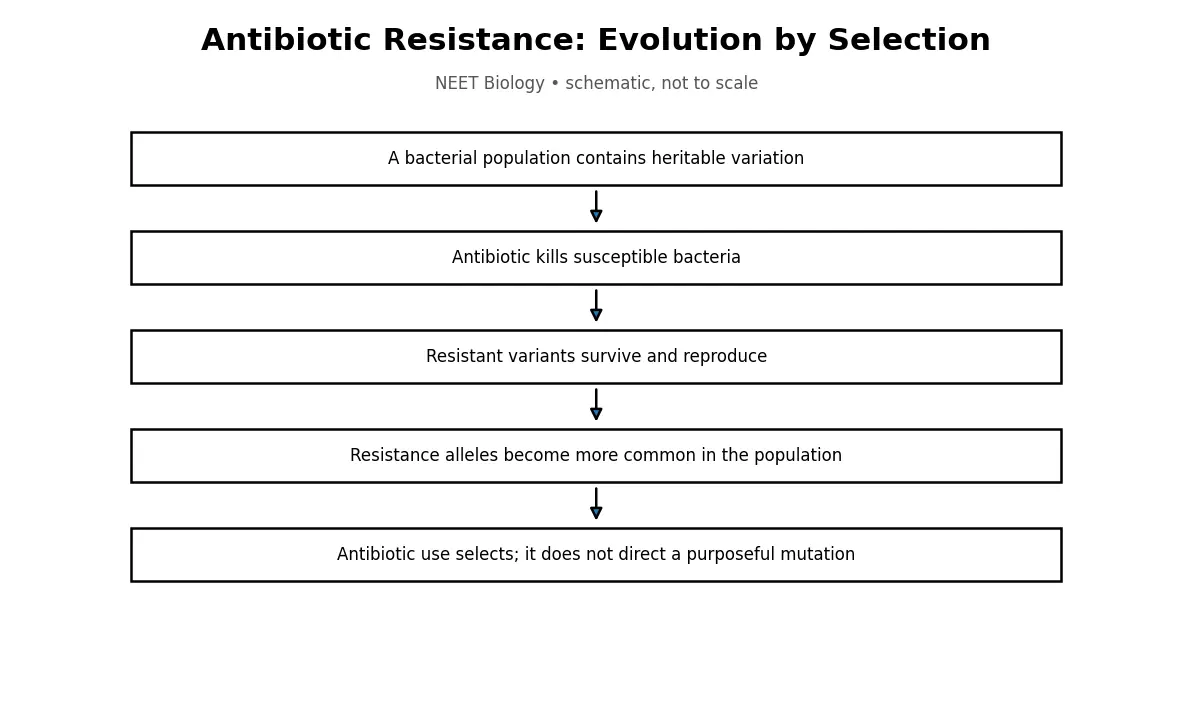 Antibiotic Resistance: Evolution by Selection
NEET Biology • schematic, not to scale
A bacterial population contains heritable variation
Antibiotic kills susceptible bacteria
Resistant variants survive and reproduce
Resistance alleles become more common in the population
Antibiotic use selects; it does not direct a purposeful mutation